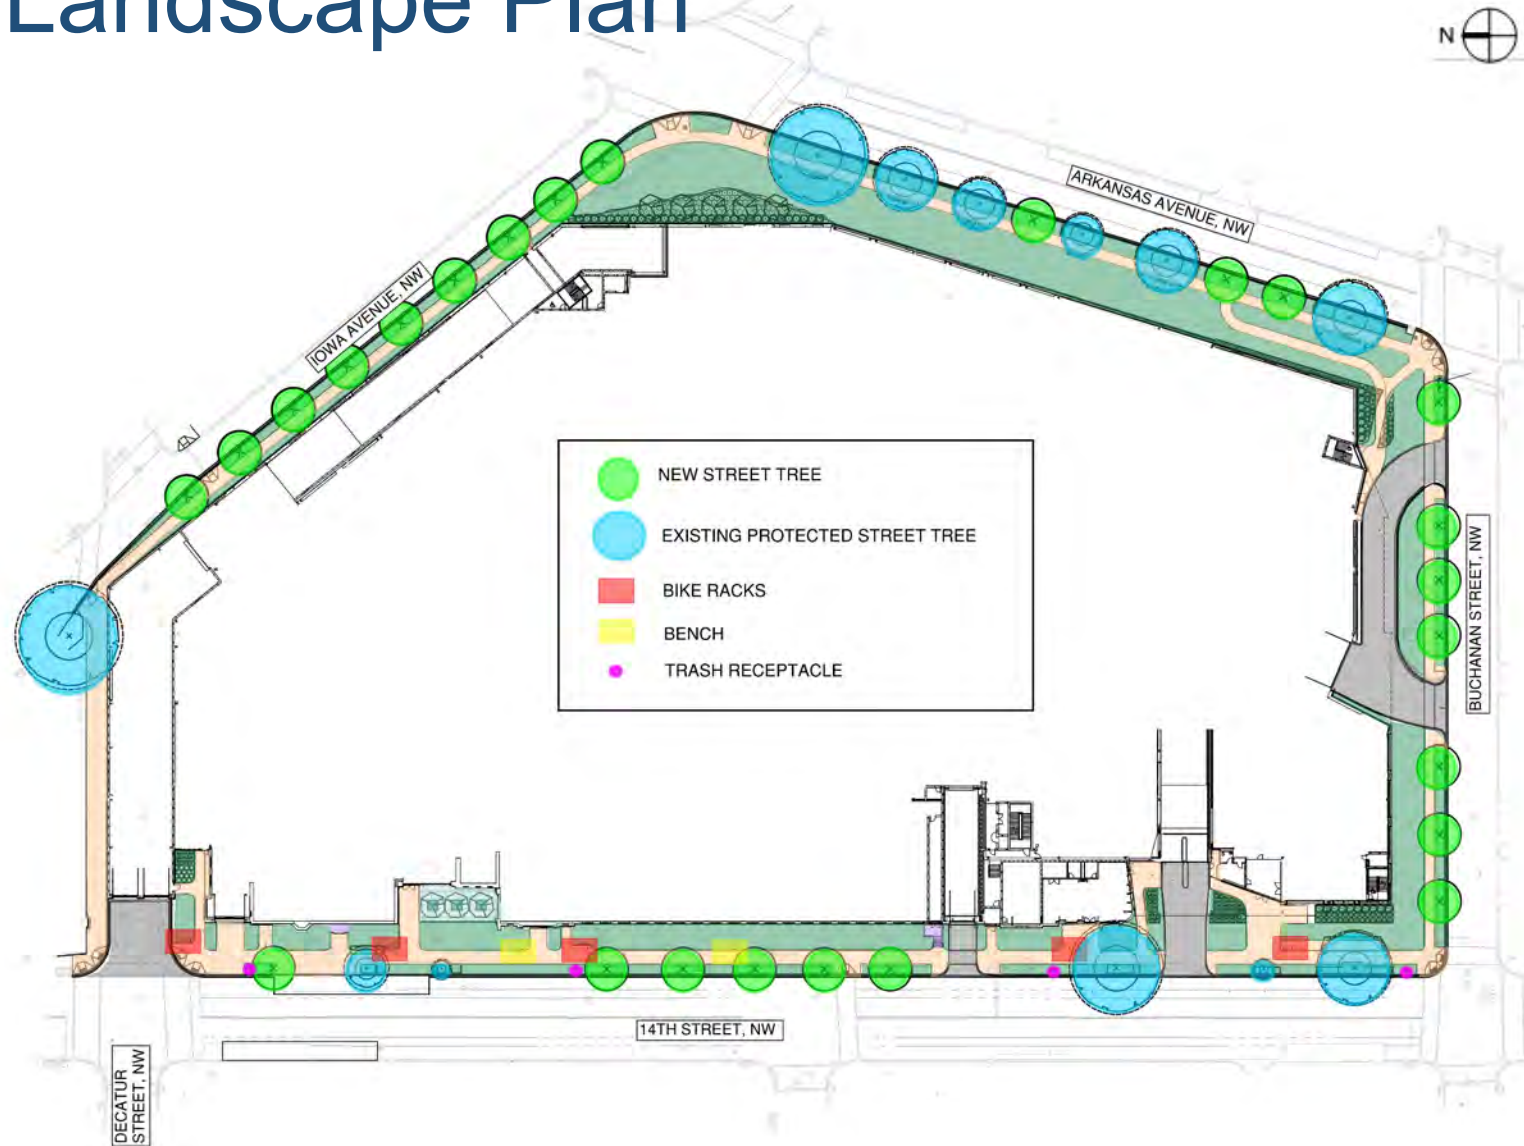 Landscape Plan
N
ARKANSAS AVENUE, NW
IOWA AVENUE, NW
NEW STREET TREE
EXISTING PROTECTED STREET TREE
BIKE RACKS
BENCH
TRASH RECEPTACLE
BUCHANAN STREET, NW
14TH STREET, NW
DECATUR
STREET, NW